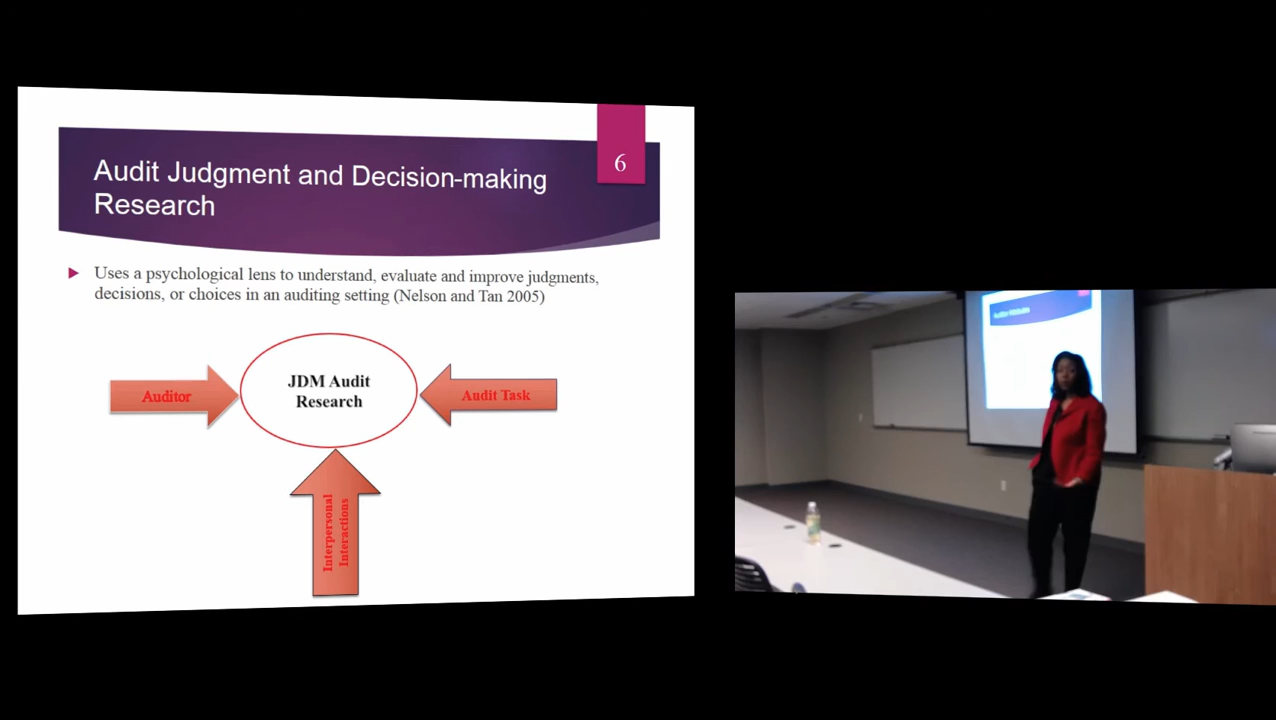 6
Audit Judgment and Decision-making
Research
Uses a psychological lens to understand, evaluate and improve judgments,
decisions, or choices in an auditing setting (Nelson and Tan 2005)
JDM Audit
Research
Auditor
Audit Task
Interpersonal
Interactions